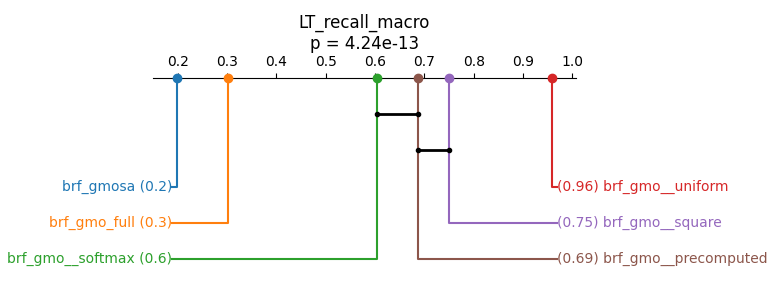 LT_recall_macro
p = 4.24e-13
0.2 0.3 0.4 0.5 0.6 0.7 0.8 0.9 1.0
brf_gmosa (0.2) (0.96) brf_gmo__uniform
brf_gmo_full (0.3) (0.75) brf_gmo__square
brf_gmo__softmax (0.6) (0.69) brf_gmo__precomputed